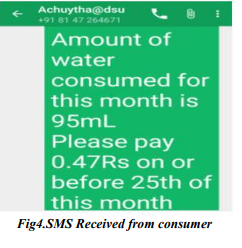 Achuytha@dsu
+91 81 47 264671
Amount of
water
consumed for
this month is
95mL
Please pay
0.47Rs on or
before 25th of
this month
Fig4.SMS Received from consumer